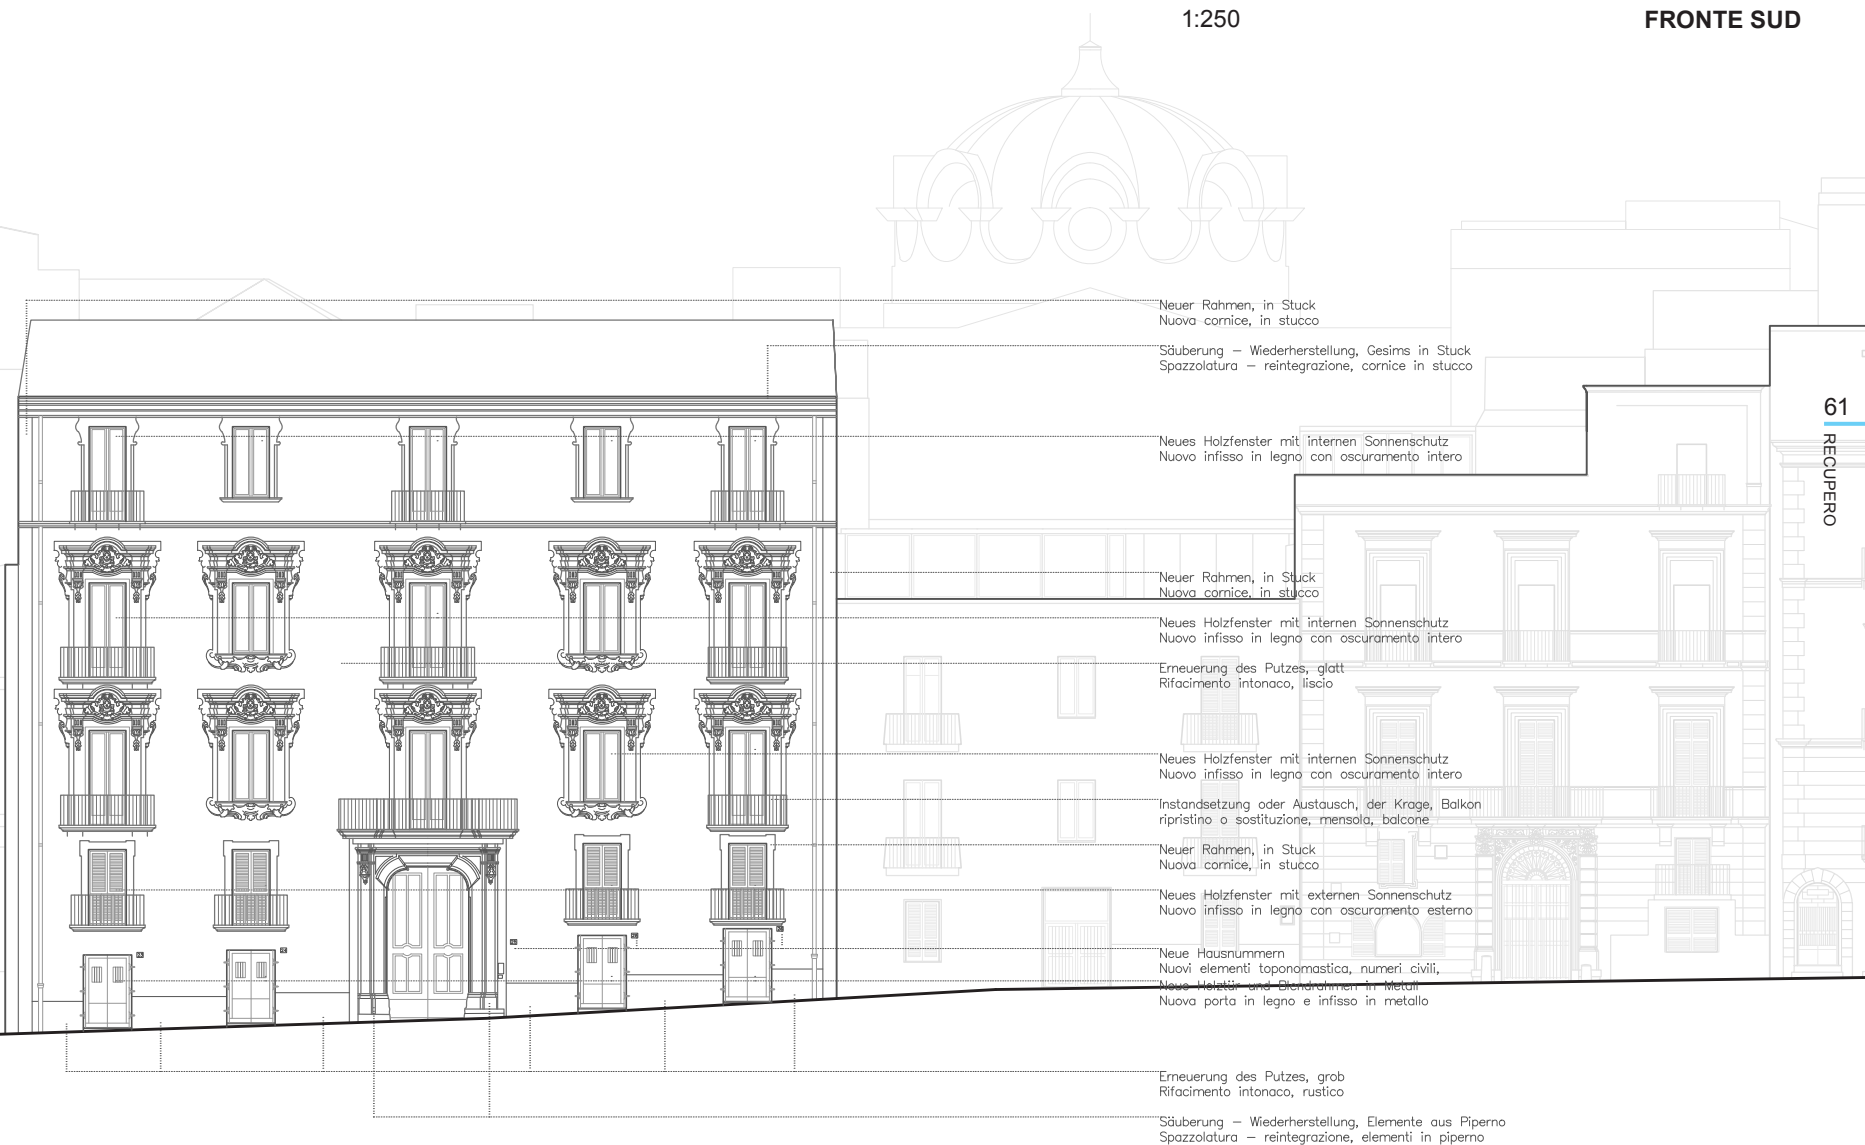 1:250
FRONTE SUD
Neuer Rahmen, in Stuck
Nuova cornice, in stucco
Säuberung – Wiederherstellung, Gesims in Stuck
Spazzolatura – reintegrazione, cornice in stucco
61
RECUPERO
Neues Holzfenster mit internen Sonnenschutz
Nuovo infisso in legno con oscuramento intero
Neuer Rahmen, in Stuck
Nuova cornice, in stucco
Neues Holzfenster mit internen Sonnenschutz
Nuovo infisso in legno con oscuramento intero
Erneuerung des Putzes, glatt
Rifacimento intonaco, liscio
Neues Holzfenster mit internen Sonnenschutz
Nuovo infisso in legno con oscuramento intero
Instandsetzung oder Austausch, der Krage, Balkon
ripristino o sostituzione, mensola, balcone
Neuer Rahmen, in Stuck
Nuova cornice, in stucco
Neues Holzfenster mit externen Sonnenschutz
Nuovo infisso in legno con oscuramento esterno
Neue Hausnummern
Nuovi elementi toponomastica, numeri civili,
Neue Holztür und Blendrahmen in Metall
Nuova porta in legno e infisso in metallo
Erneuerung des Putzes, grob
Rifacimento intonaco, rustico
Säuberung – Wiederherstellung, Elemente aus Piperno
Spazzolatura – reintegrazione, elementi in piperno